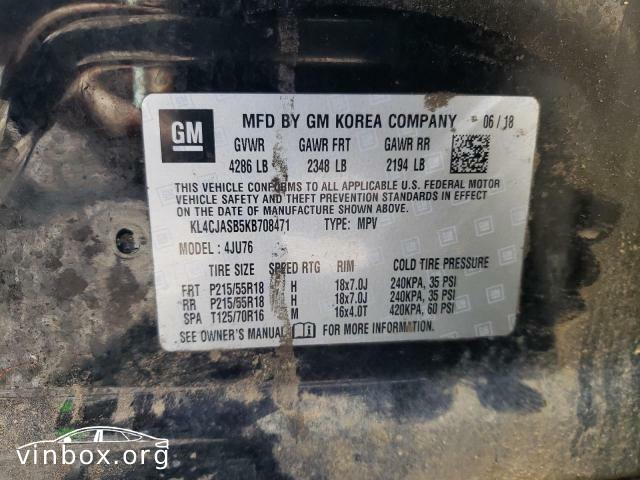 GM
MFD BY GM KOREA COMPANY 06/18
GVWR GAWR FRT GAWR RR
4286 LB 2348 LB 2194 LB
THIS VEHICLE CONFORMS TO ALL APPLICABLE U.S. FEDERAL MOTOR
VEHICLE SAFETY AND THEFT PREVENTION STANDARDS IN EFFECT
ON THE DATE OF MANUFACTURE SHOWN ABOVE.
KL4CJASB5KB708471 TYPE: MPV
MODEL: 4JU76
TIRE SIZE SPEED RTG RIM COLD TIRE PRESSURE
FRT P215/55R18 H 18x7.0J 240KPA, 35 PSI
RR P215/55R18 H 18x7.0J 240KPA, 35 PSI
SPA T125/70R16 M 16x4.0T 420KPA, 60 PSI
SEE OWNER'S MANUAL FOR MORE INFORMATION.
vinbox.org